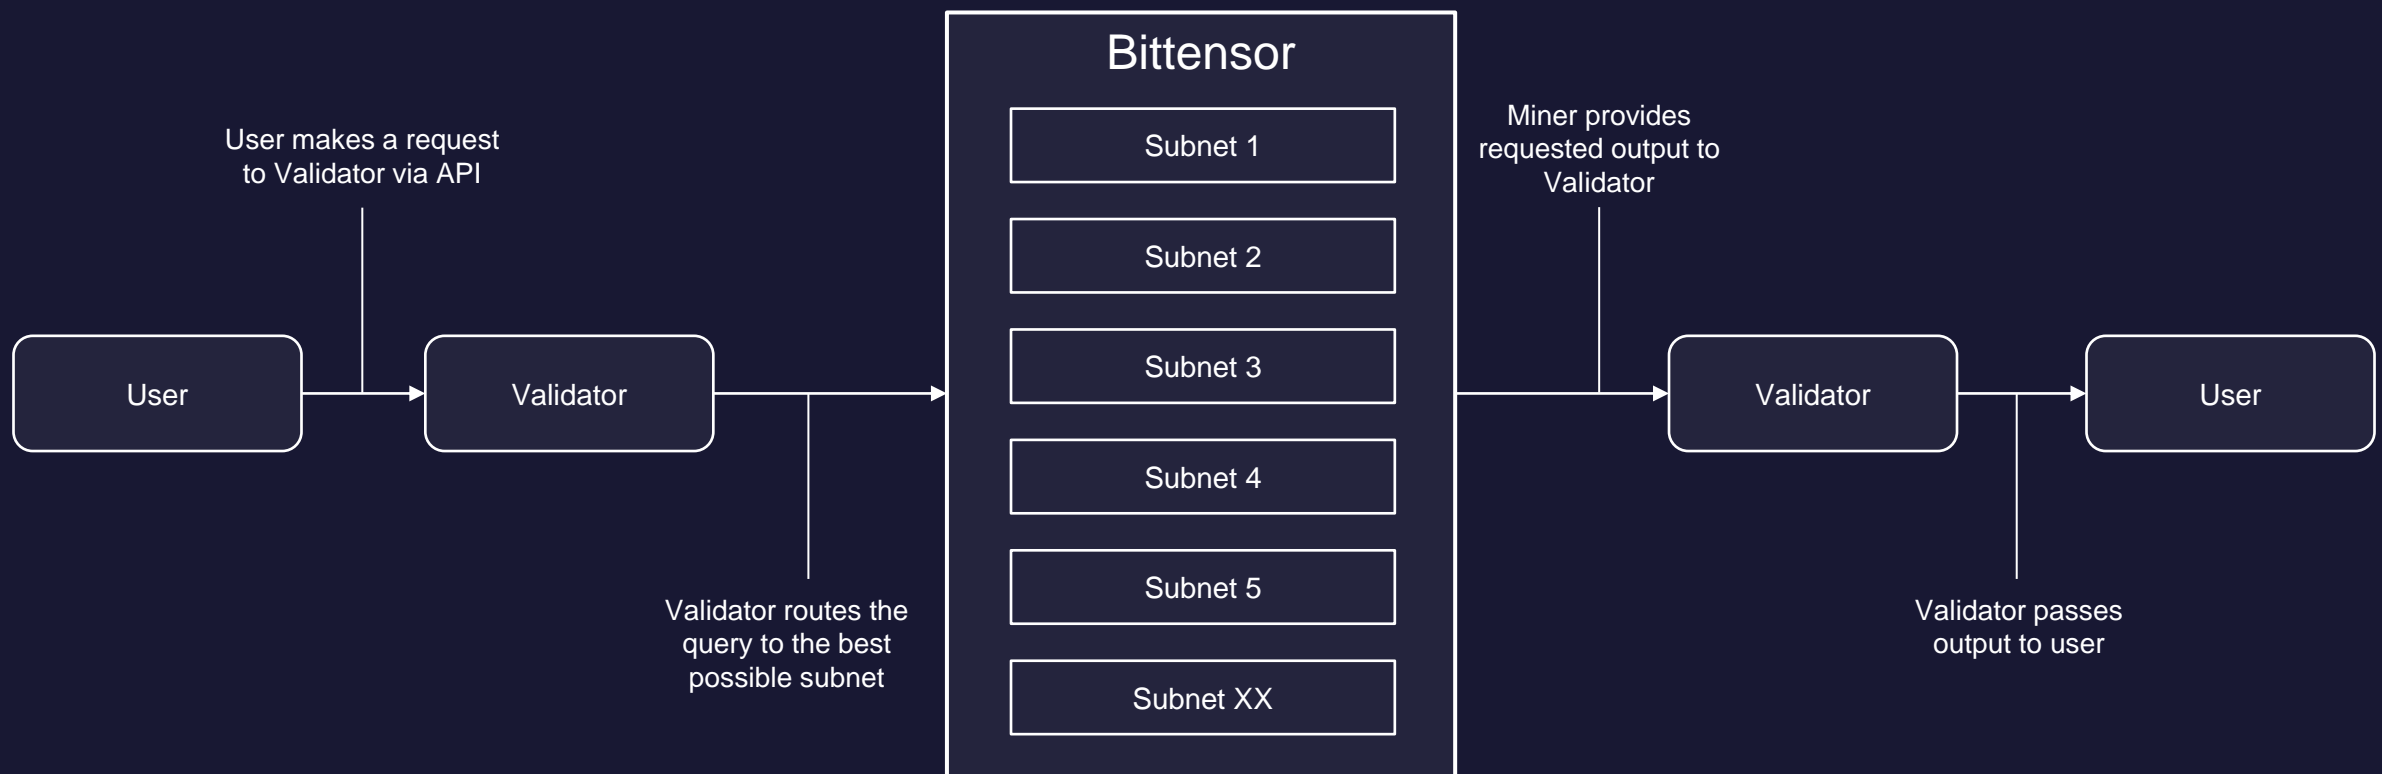 Bittensor
User makes a request
to Validator via API
Miner provides
requested output to
Validator
Subnet 1
Subnet 2
Subnet 3
Subnet 4
Subnet 5
Subnet XX
User
Validator
Validator
User
Validator routes the
query to the best
possible subnet
Validator passes
output to user